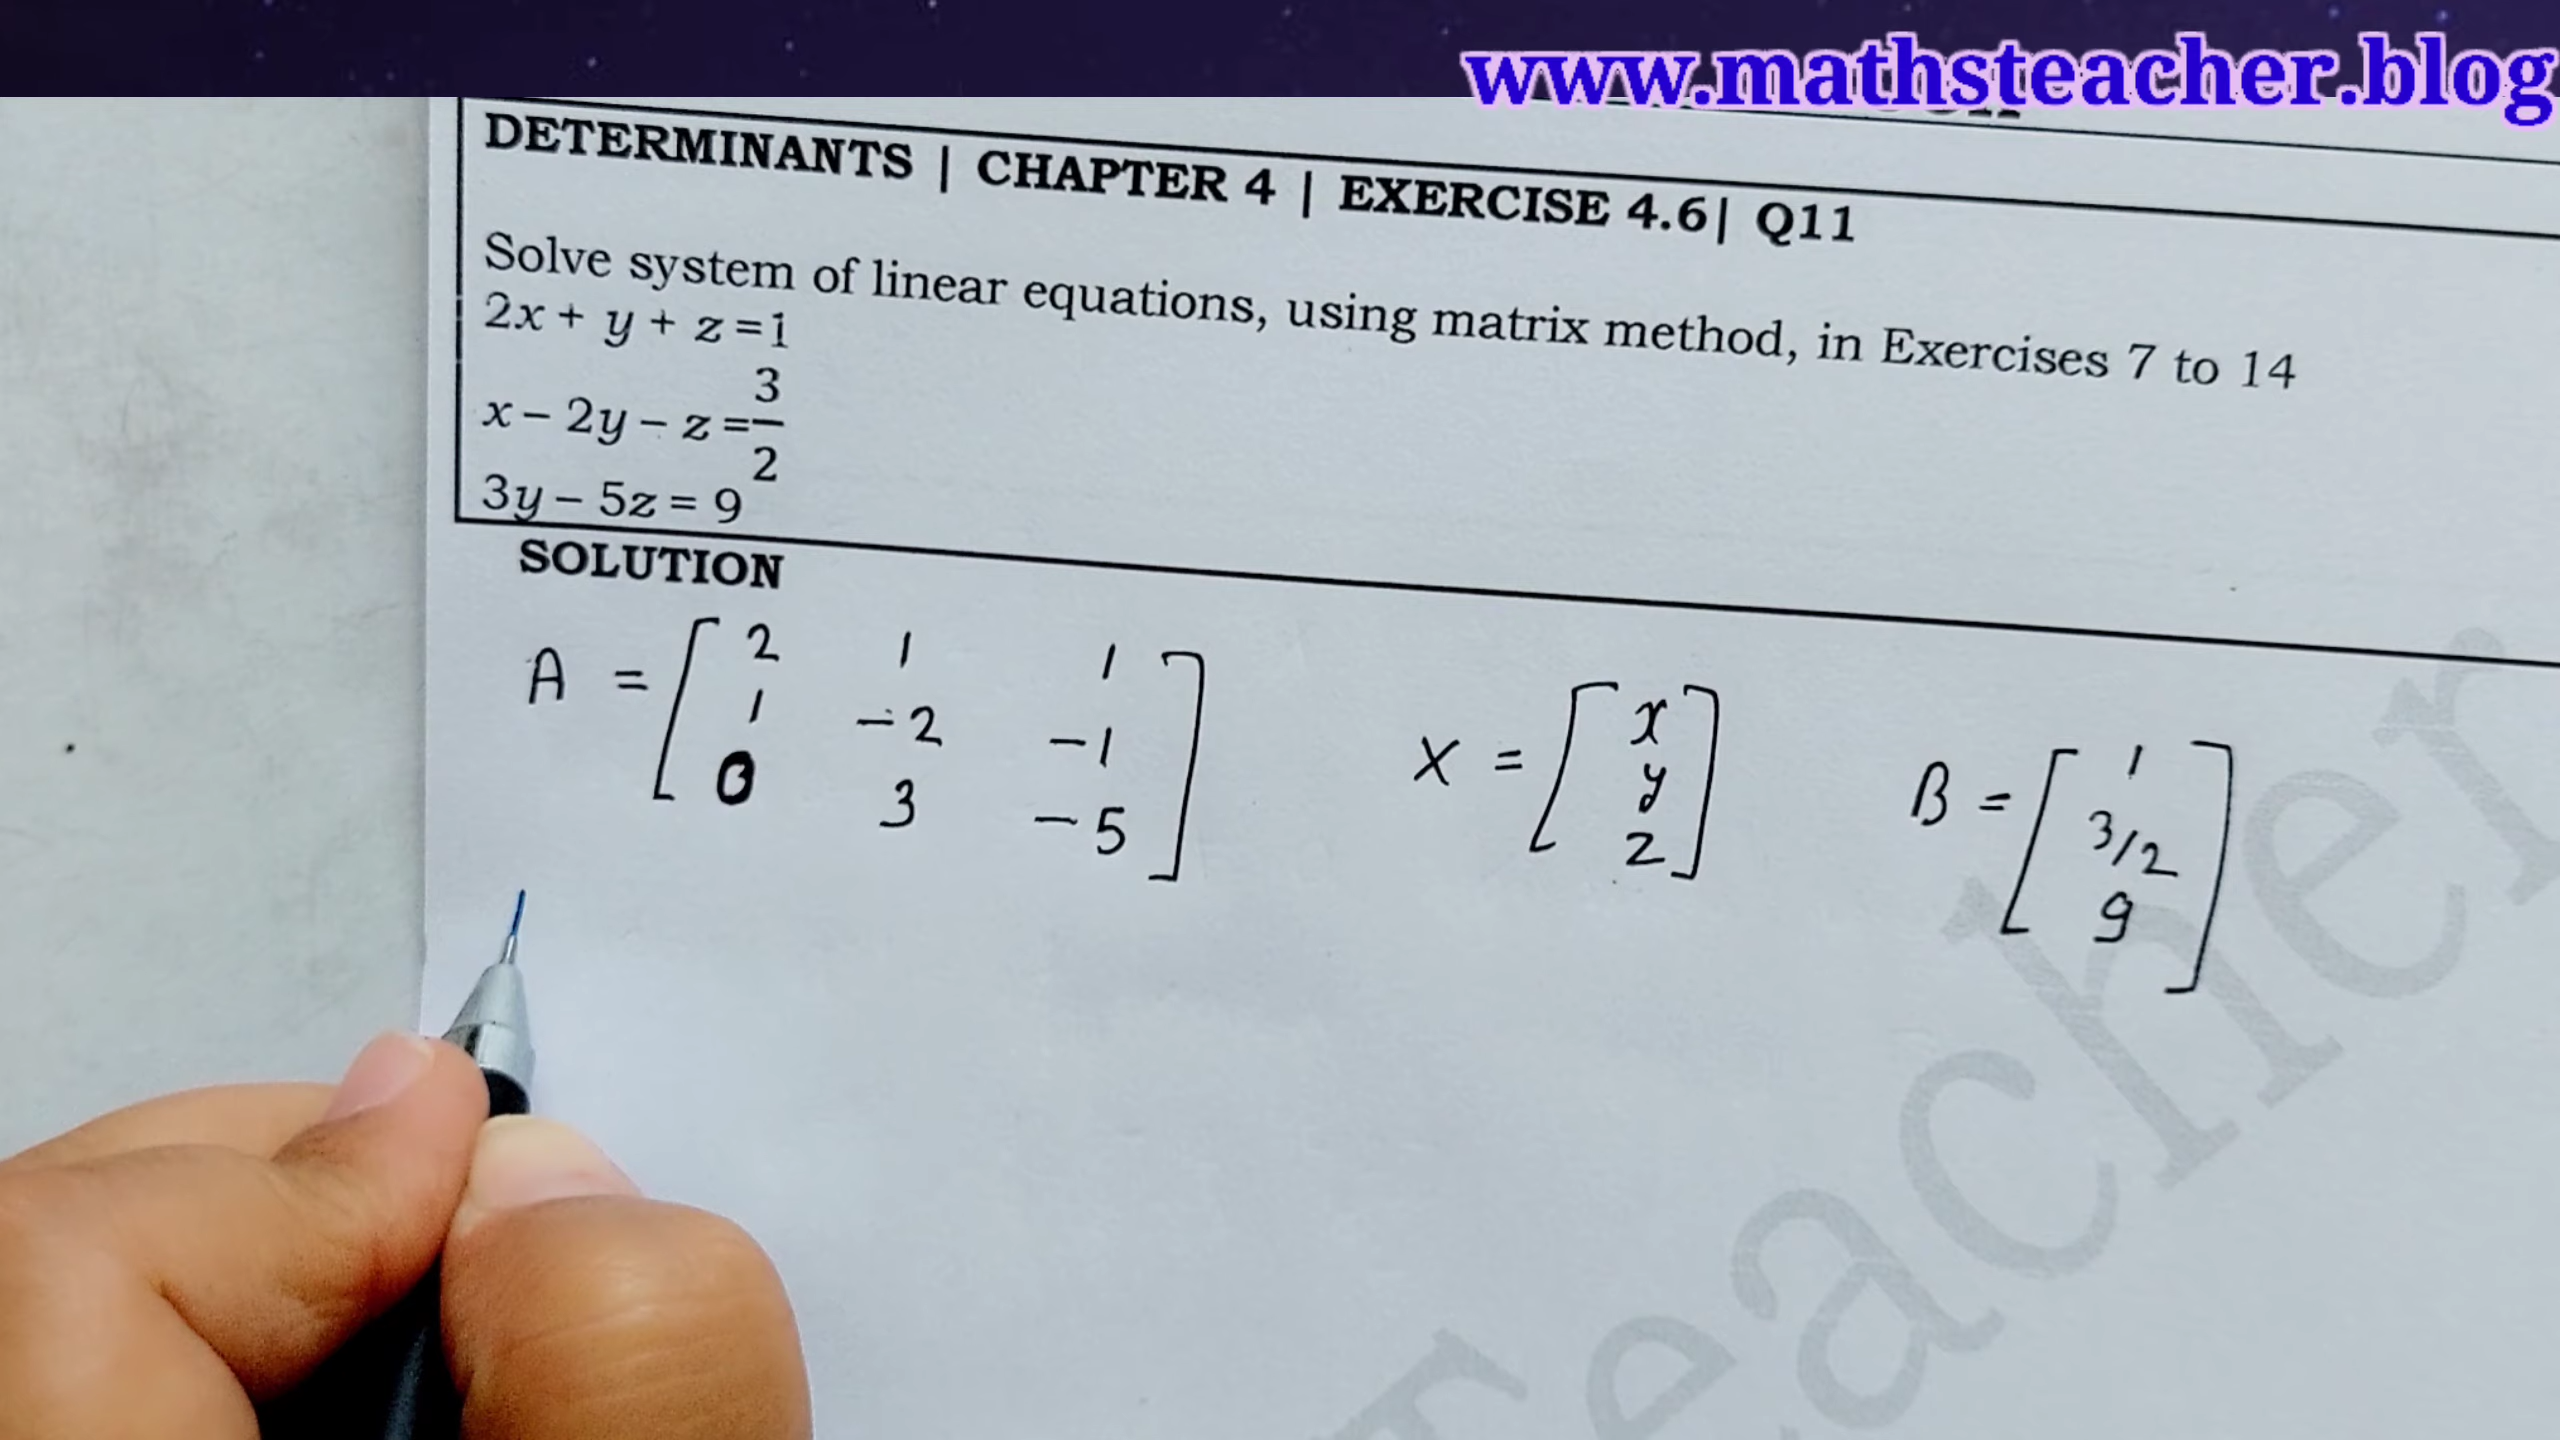 www.mathsteacher.blog
DETERMINANTS | CHAPTER 4 | EXERCISE 4.6| Q11
Solve system of linear equations, using matrix method, in Exercises 7 to 14
2x + y + z =1
x – 2y – z = 3/2
3y – 5z = 9
SOLUTION
A = [ 2 1 1 X = [ x B = [ 1
1 -2 -1 y 3/2
0 3 -5 ] z ] 9 ]
eacher